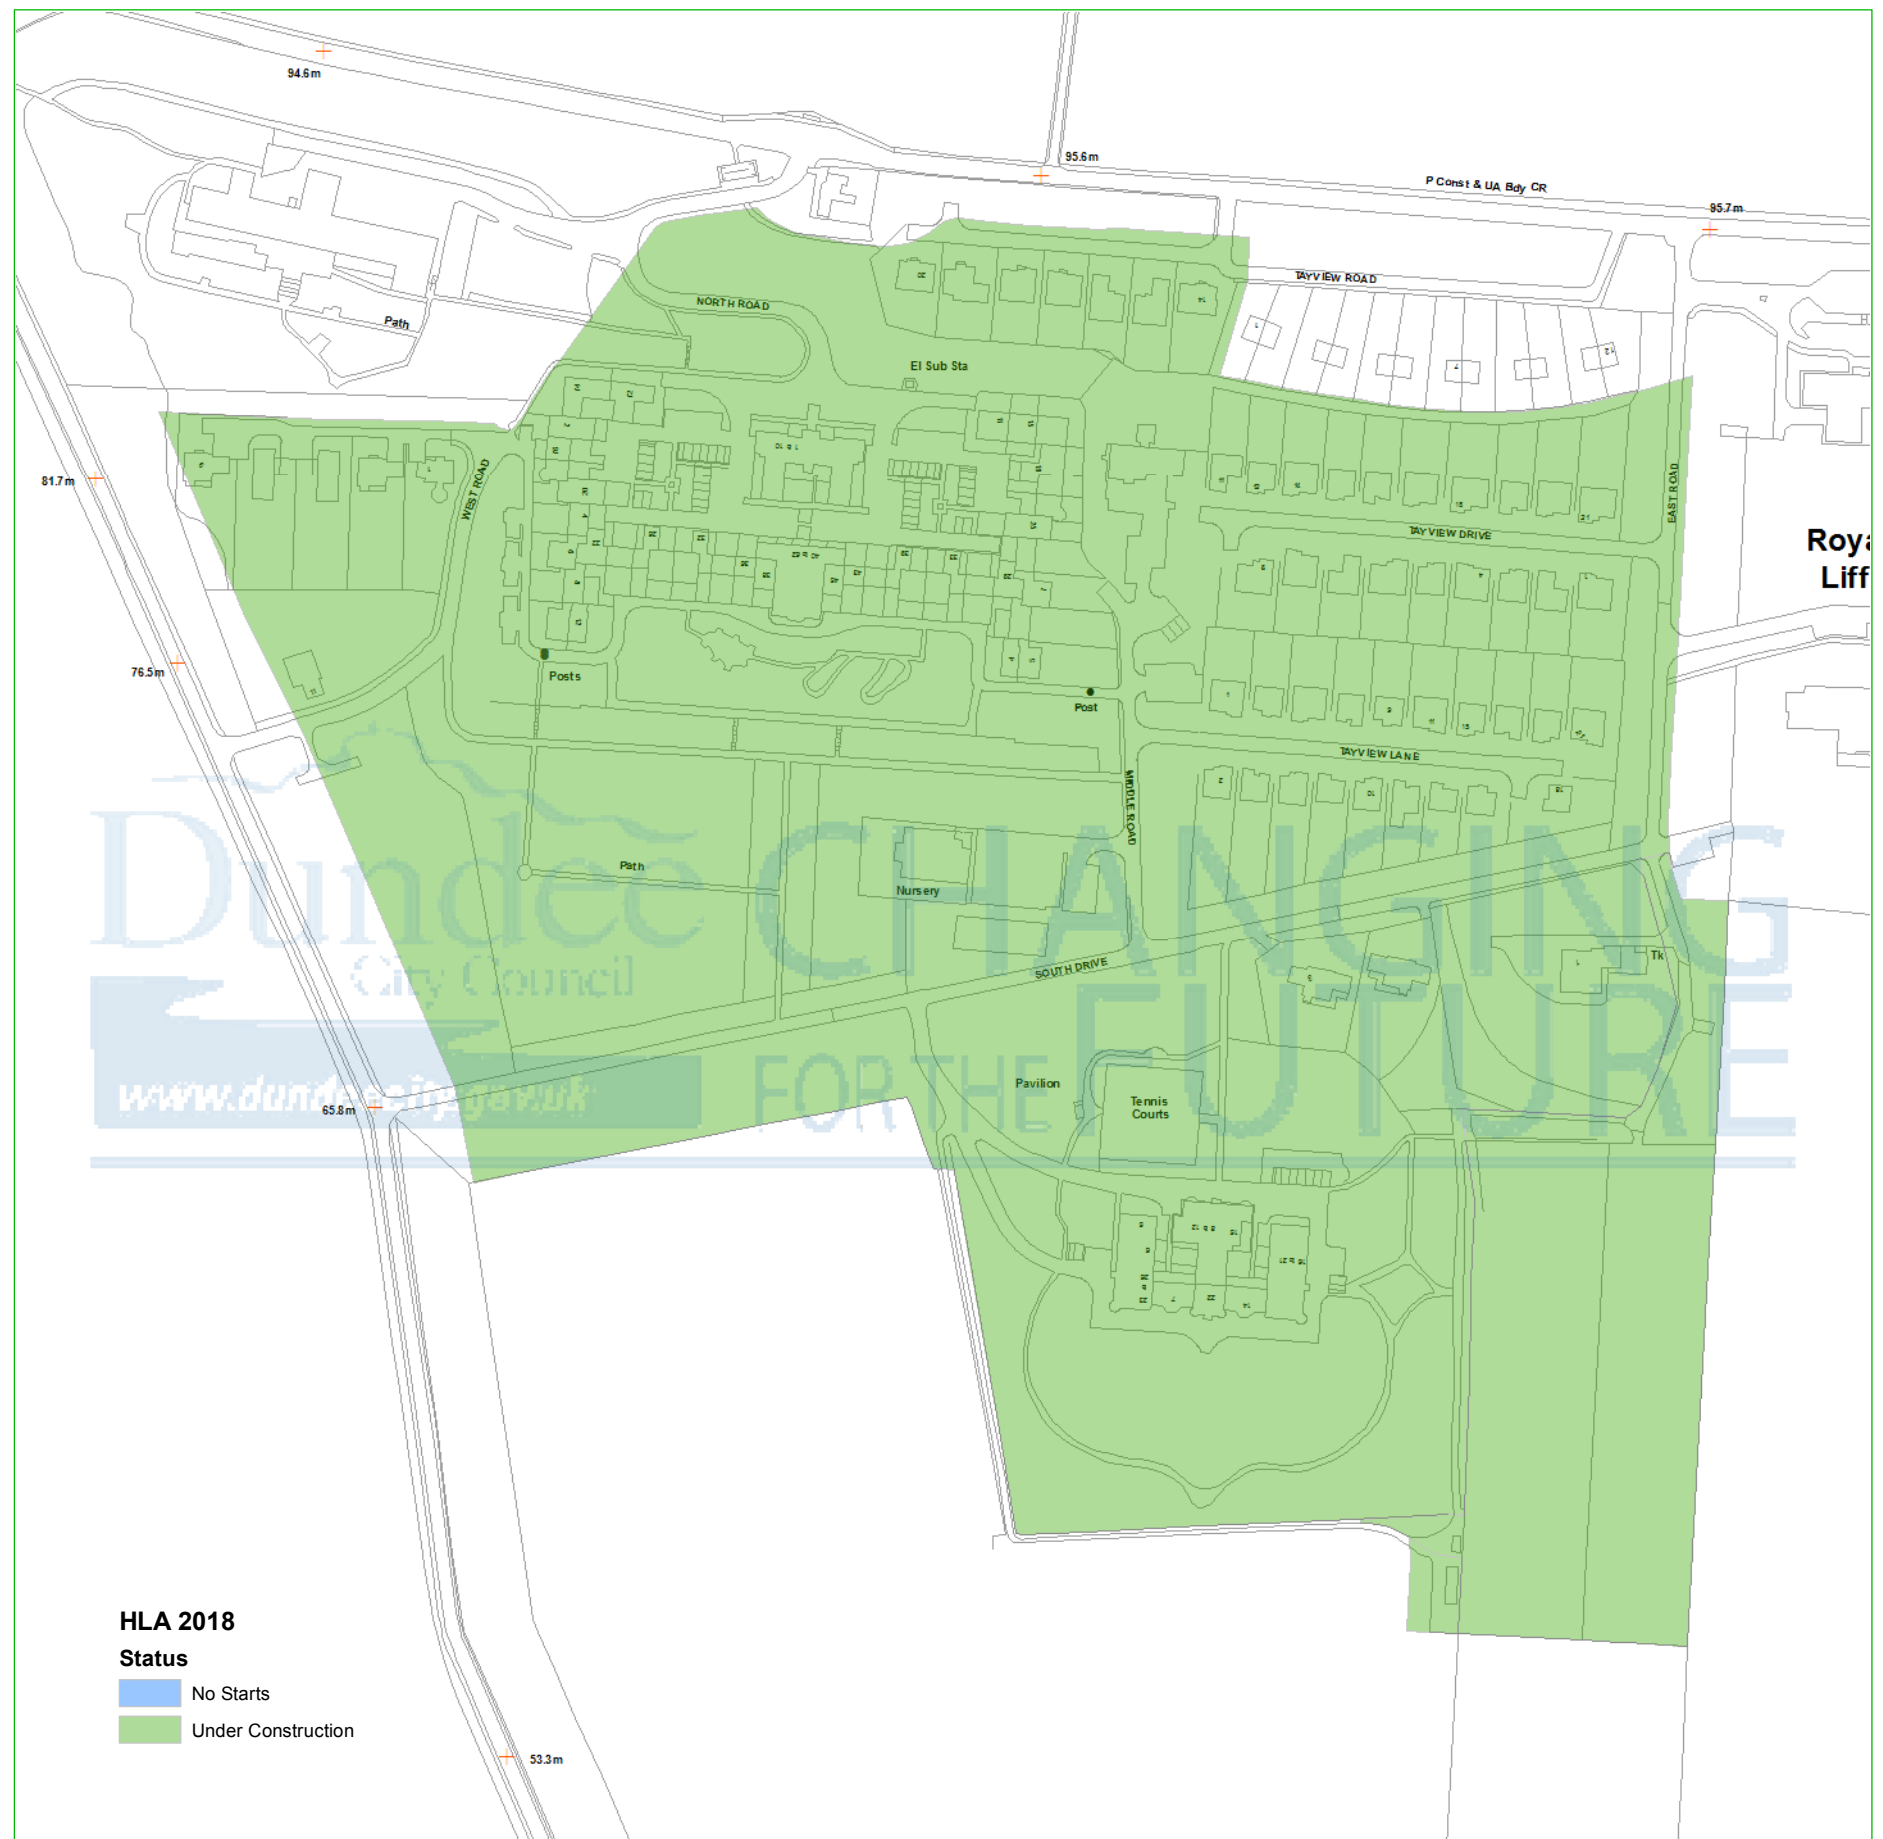 94.6m
95.6m
P Const & UA Bdy CR
95.7m
TAYVIEW ROAD
NORTH ROAD
Path
El Sub Sta
WEST ROAD
81.7m
EAST ROAD
TAYVIEW DRIVE
Roya
Liff
76.5m
Posts
Post
TAYVIEW LANE
MIDDLE ROAD
Dundee
City Council
www.dundeecity.gov.uk
CHANGING
FOR THE FUTURE
Path
Nursery
SOUTH DRIVE
Tk
65.8m
Pavilion
Tennis
Courts
HLA 2018
Status
No Starts
Under Construction
53.3m